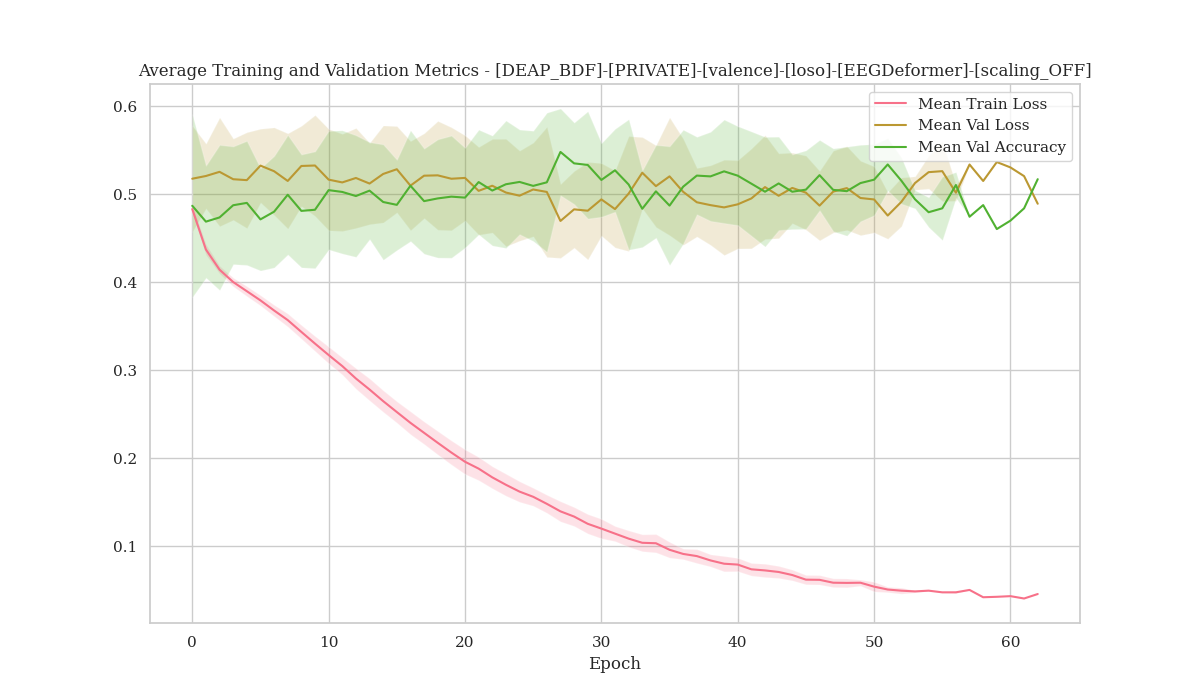 Average Training and Validation Metrics - [DEAP_BDF]-[PRIVATE]-[valence]-[loso]-[EEGDeformer]-[scaling_OFF]
Mean Train Loss
Mean Val Loss
Mean Val Accuracy
0.6
0.5
0.4
0.3
0.2
0.1
0 10 20 30 40 50 60
Epoch